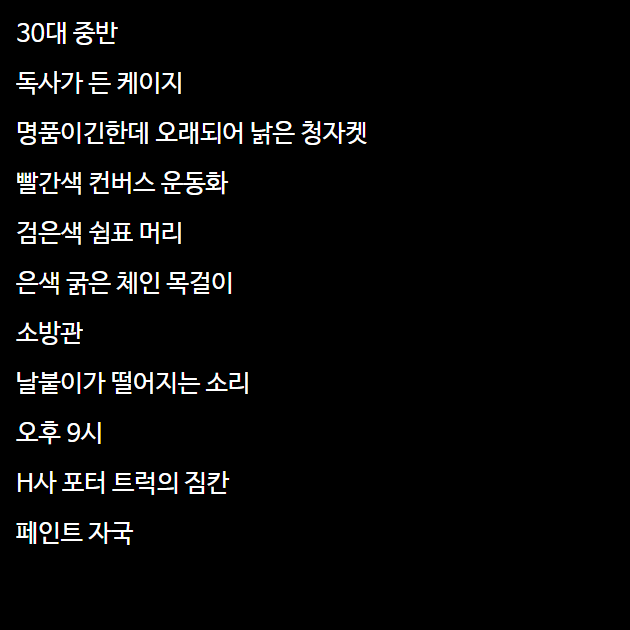 30대 중반
독사가 든 케이지
명품이긴한데 오래되어 낡은 청자켓
빨간색 컨버스 운동화
검은색 쉼표 머리
은색 굵은 체인 목걸이
소방관
날붙이가 떨어지는 소리
오후 9시
H사 포터 트럭의 짐칸
페인트 자국